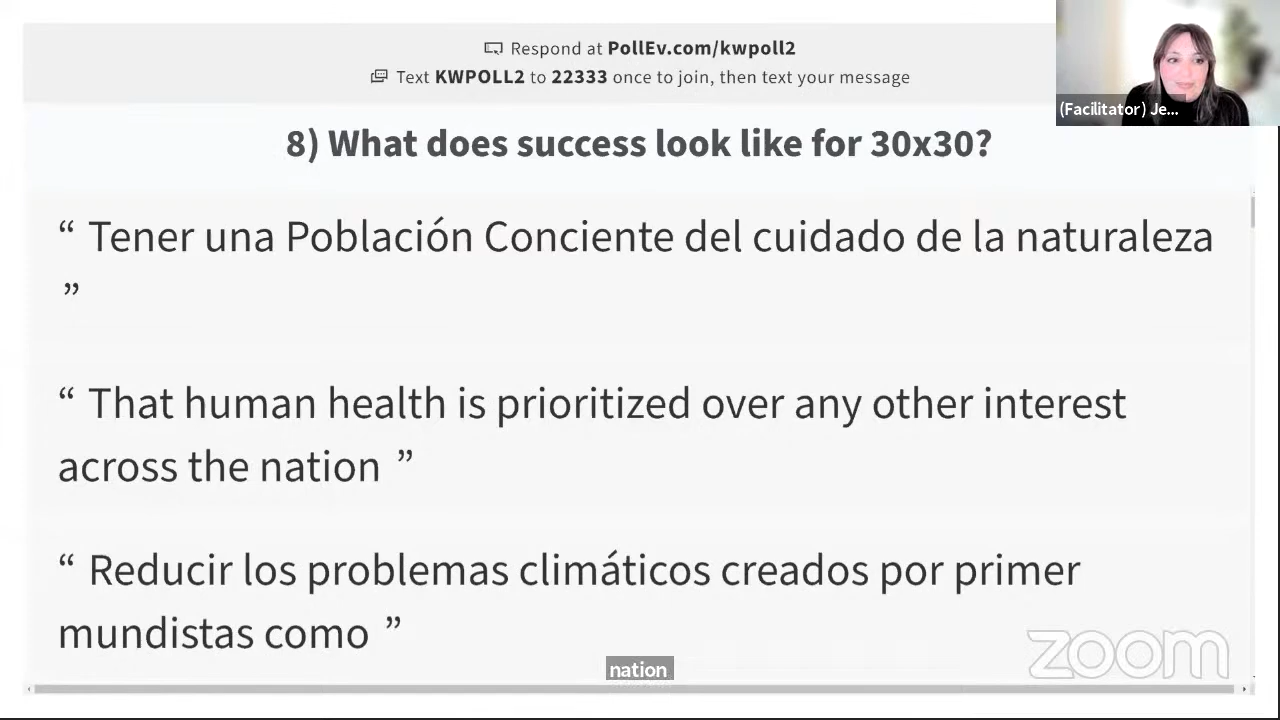 Respond at PollEv.com/kwpoll2
Text KWPOLL2 to 22333 once to join, then text your message
(Facilitator) Je...
8) What does success look like for 30x30?
“ Tener una Población Conciente del cuidado de la naturaleza
”
“ That human health is prioritized over any other interest
across the nation ”
“ Reducir los problemas climáticos creados por primer
mundistas como ”
zoom
nation